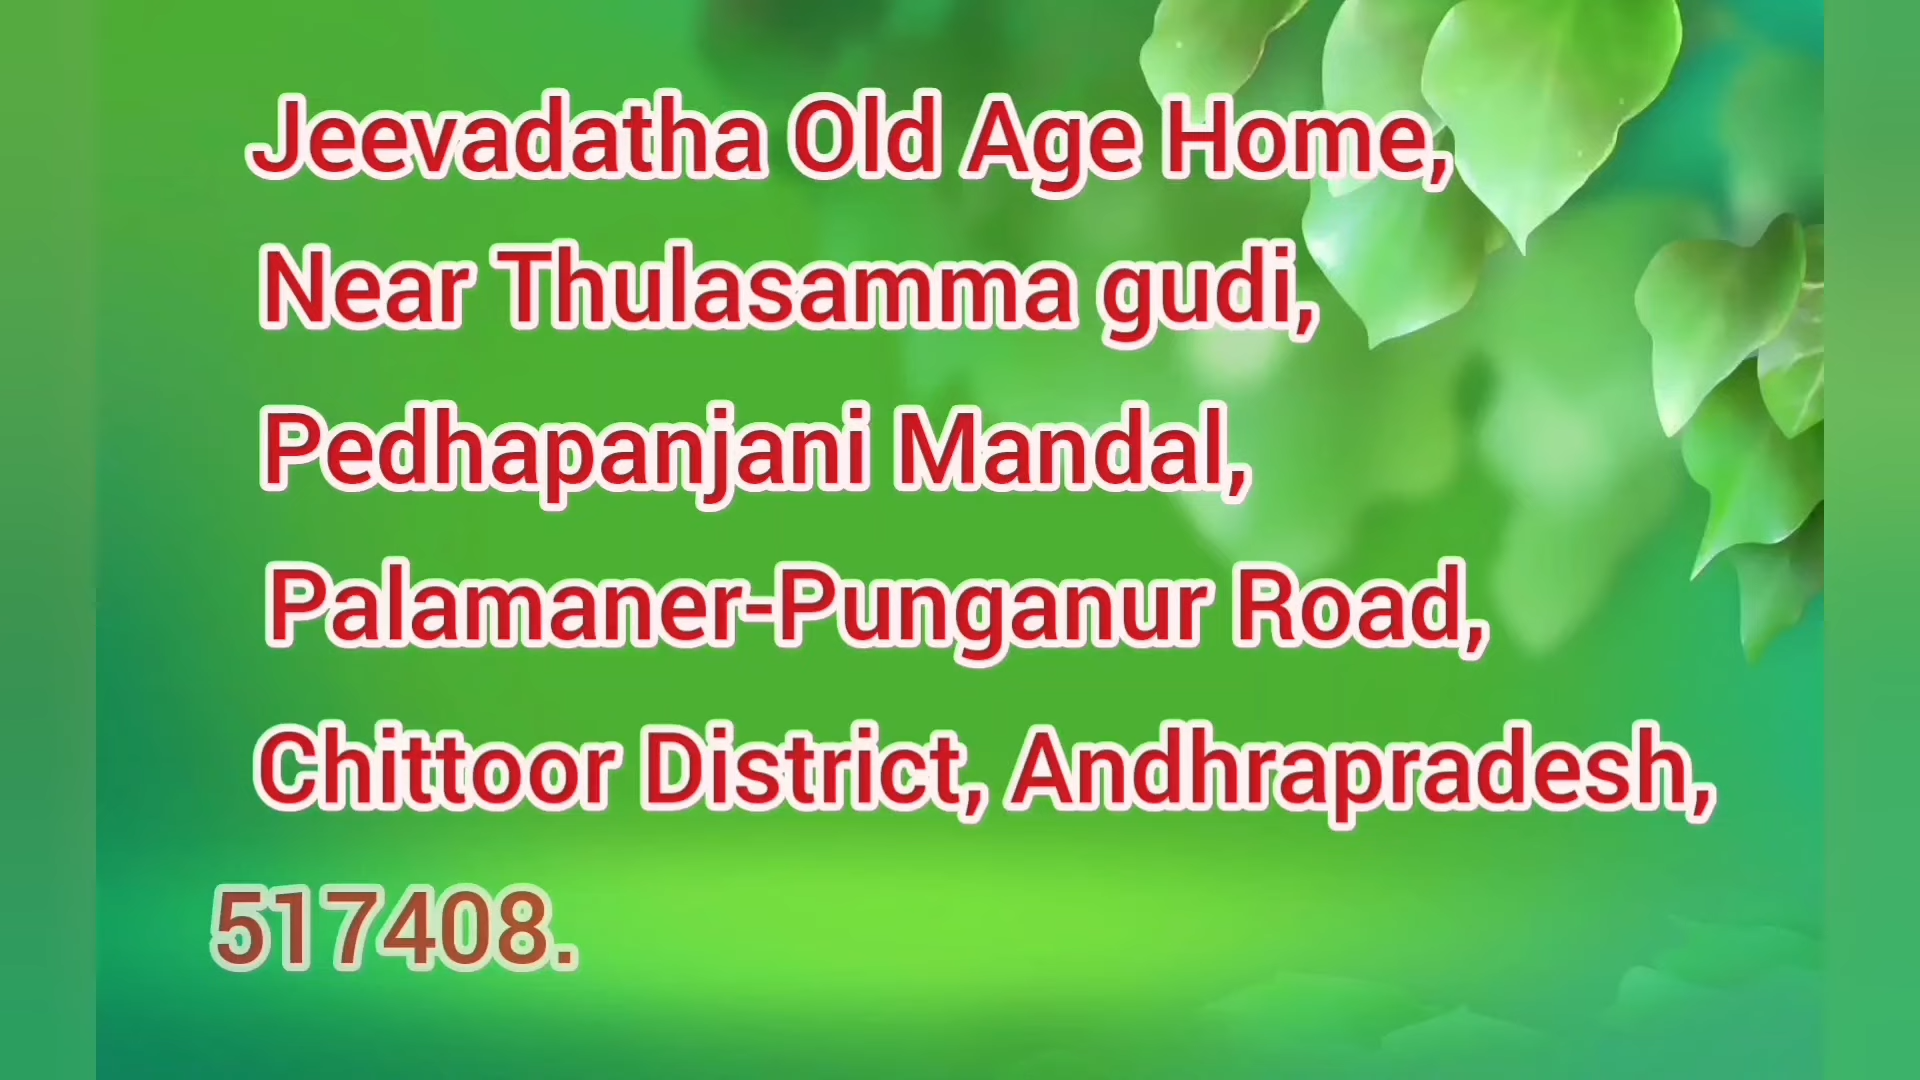 Jeevadatha Old Age Home,
Near Thulasamma gudi,
Pedhapanjani Mandal,
Palamaner-Punganur Road,
Chittoor District, Andhrapradesh,
517408.